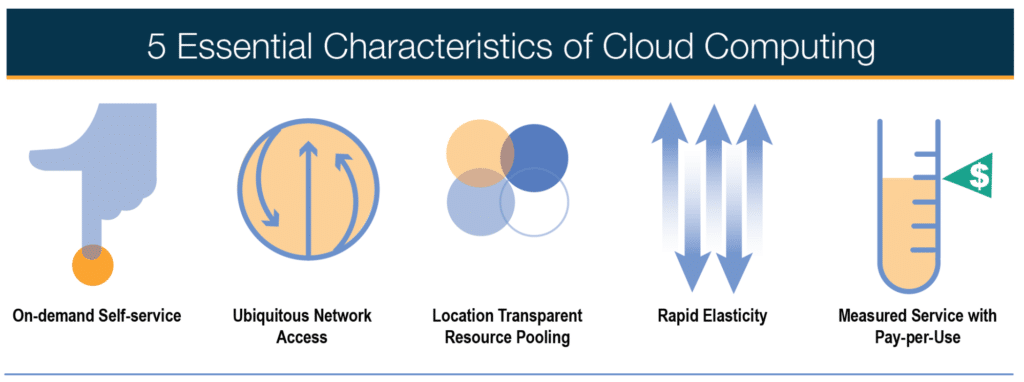 5 Essential Characteristics of Cloud Computing
$
On-demand Self-service
Ubiquitous Network
Access
Location Transparent
Resource Pooling
Rapid Elasticity
Measured Service with
Pay-per-Use